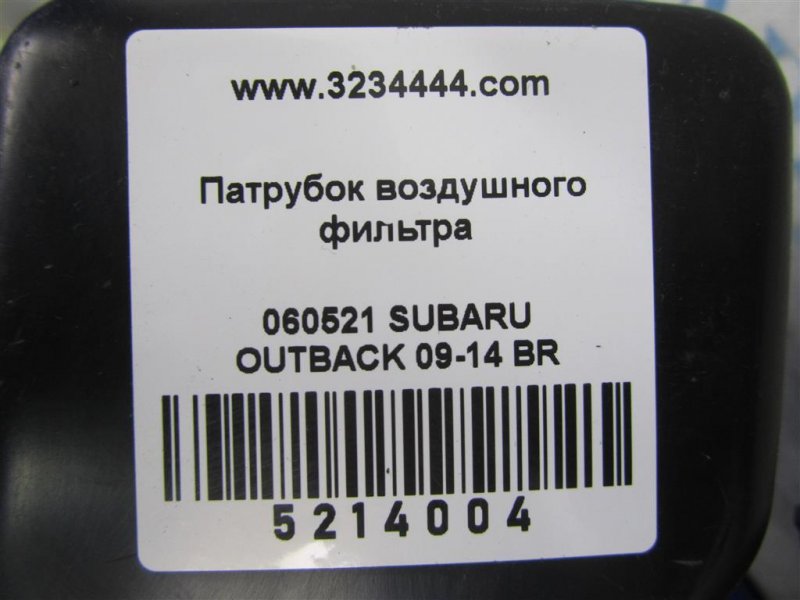 www.3234444.com
Патрубок воздушного
фильтра
060521 SUBARU
OUTBACK 09-14 BR
5214004